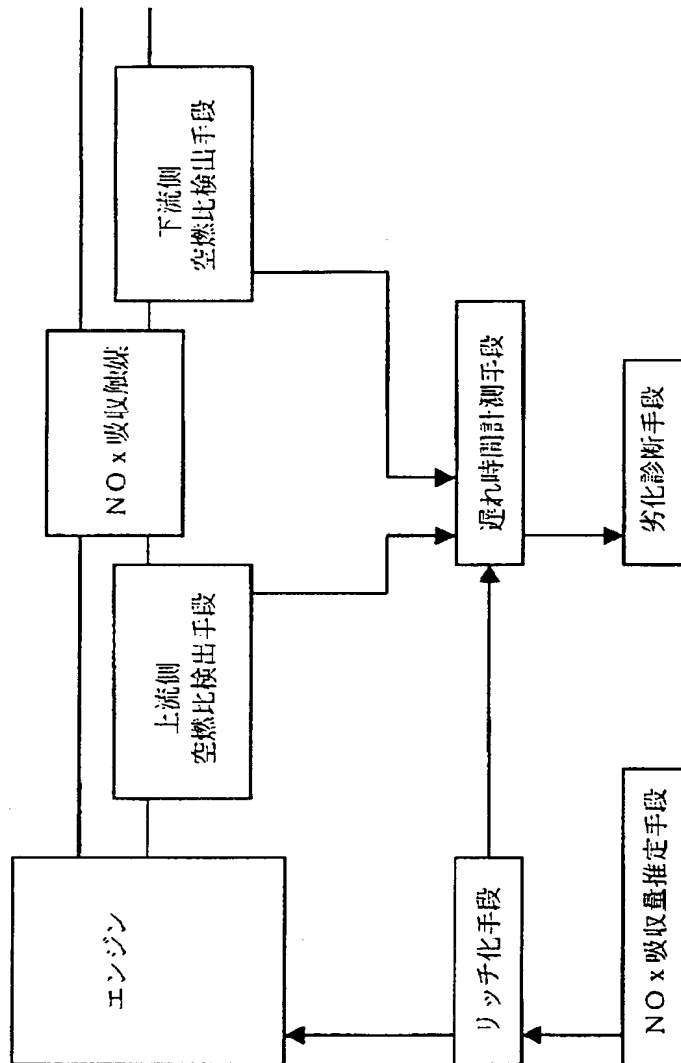 エンジン
上流側
空燃比検出手段
NOx吸収触媒
下流側
空燃比検出手段
リッチ化手段
遅れ時間計測手段
NOx吸収量推定手段
劣化診断手段